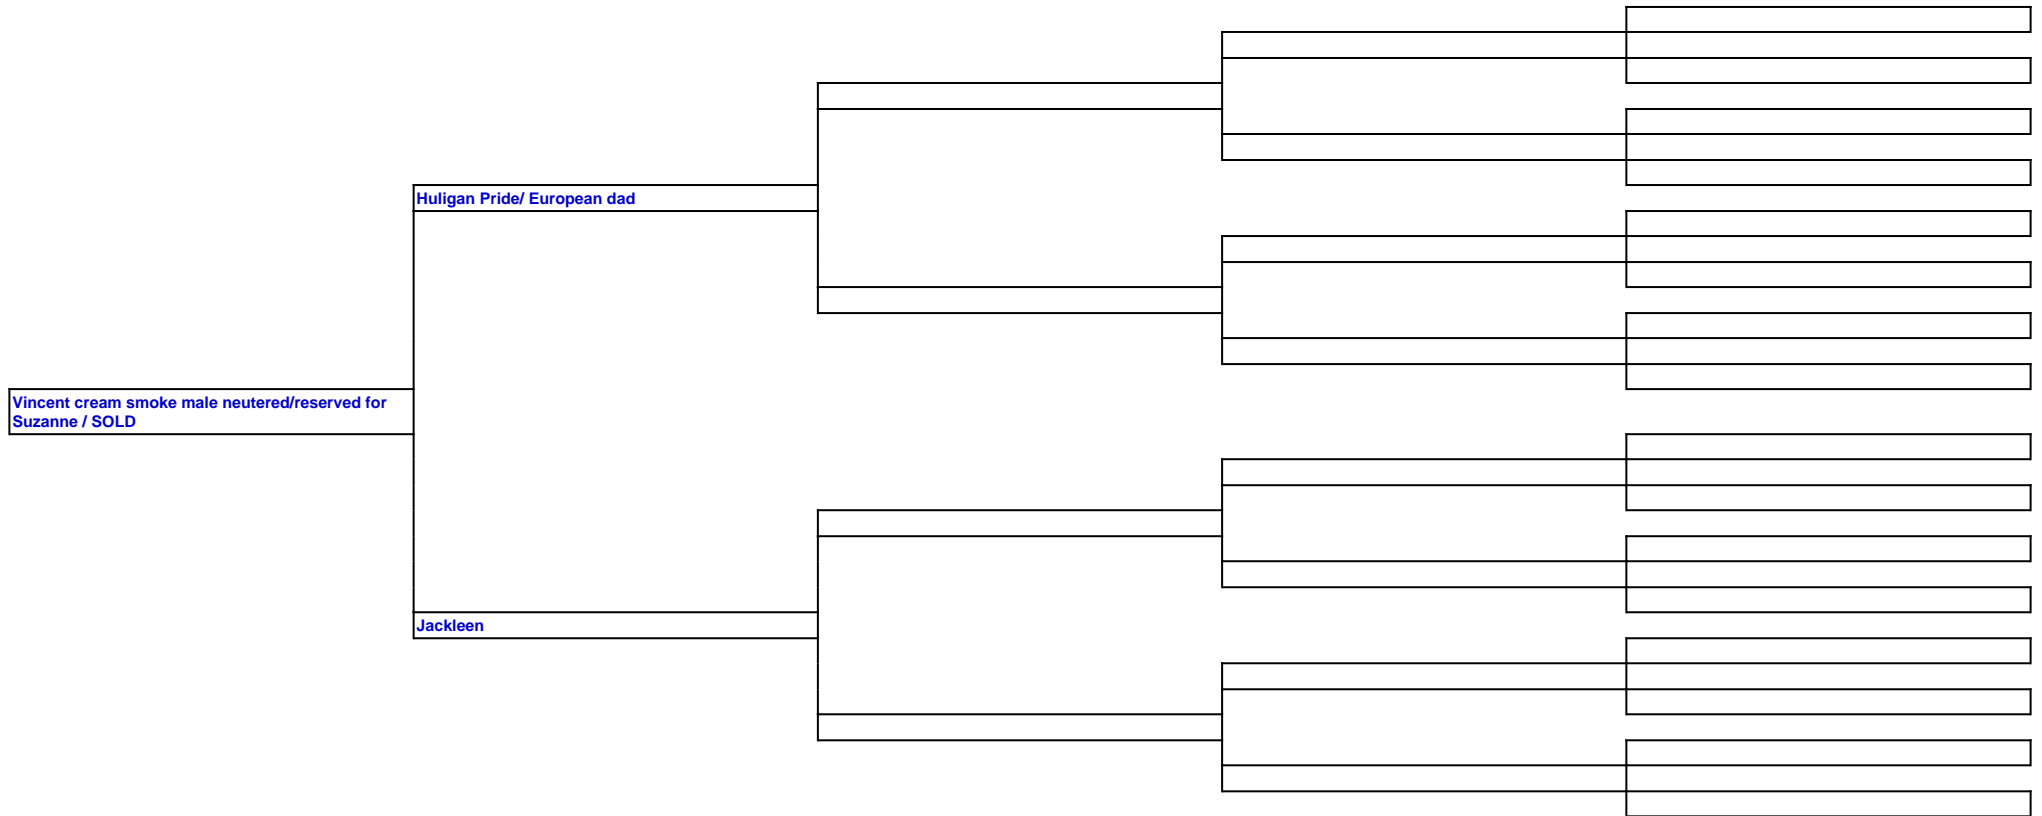 Huligan Pride/ European dad
Vincent cream smoke male neutered/reserved for
Suzanne / SOLD
Jackleen